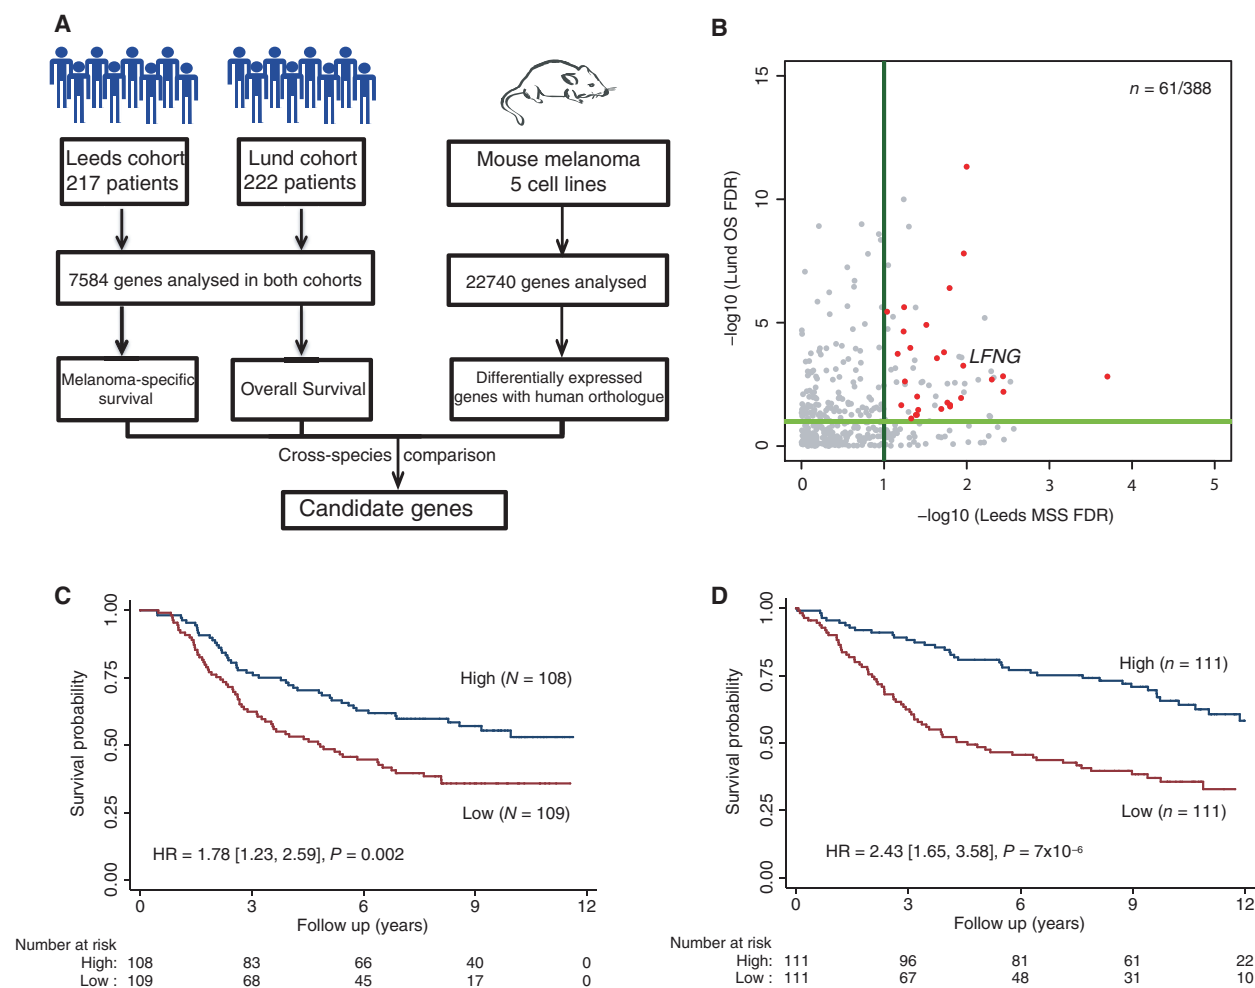 A
Leeds cohort
217 patients
Lund cohort
222 patients
Mouse melanoma
5 cell lines
7584 genes analysed in both cohorts
22740 genes analysed
Melanoma-specific
survival
Overall Survival
Differentially expressed
genes with human orthologue
Cross-species comparison
Candidate genes
B
n = 61/388
LFNG
−log10 (Lund OS FDR)
15
10
5
0
0 1 2 3 4 5
−log10 (Leeds MSS FDR)
C
Survival probability
1.00
0.75
0.50
0.25
0.00
High (N = 108)
Low (N = 109)
HR = 1.78 [1.23, 2.59], P = 0.002
0 3 6 9 12
Follow up (years)
Number at risk
High: 108 83 66 40 0
Low : 109 68 45 17 0
D
Survival probability
1.00
0.75
0.50
0.25
0.00
High (n = 111)
Low (n = 111)
HR = 2.43 [1.65, 3.58], P = 7x10⁻⁶
0 3 6 9 12
Follow up (years)
Number at risk
High: 111 96 81 61 22
Low : 111 67 48 31 10